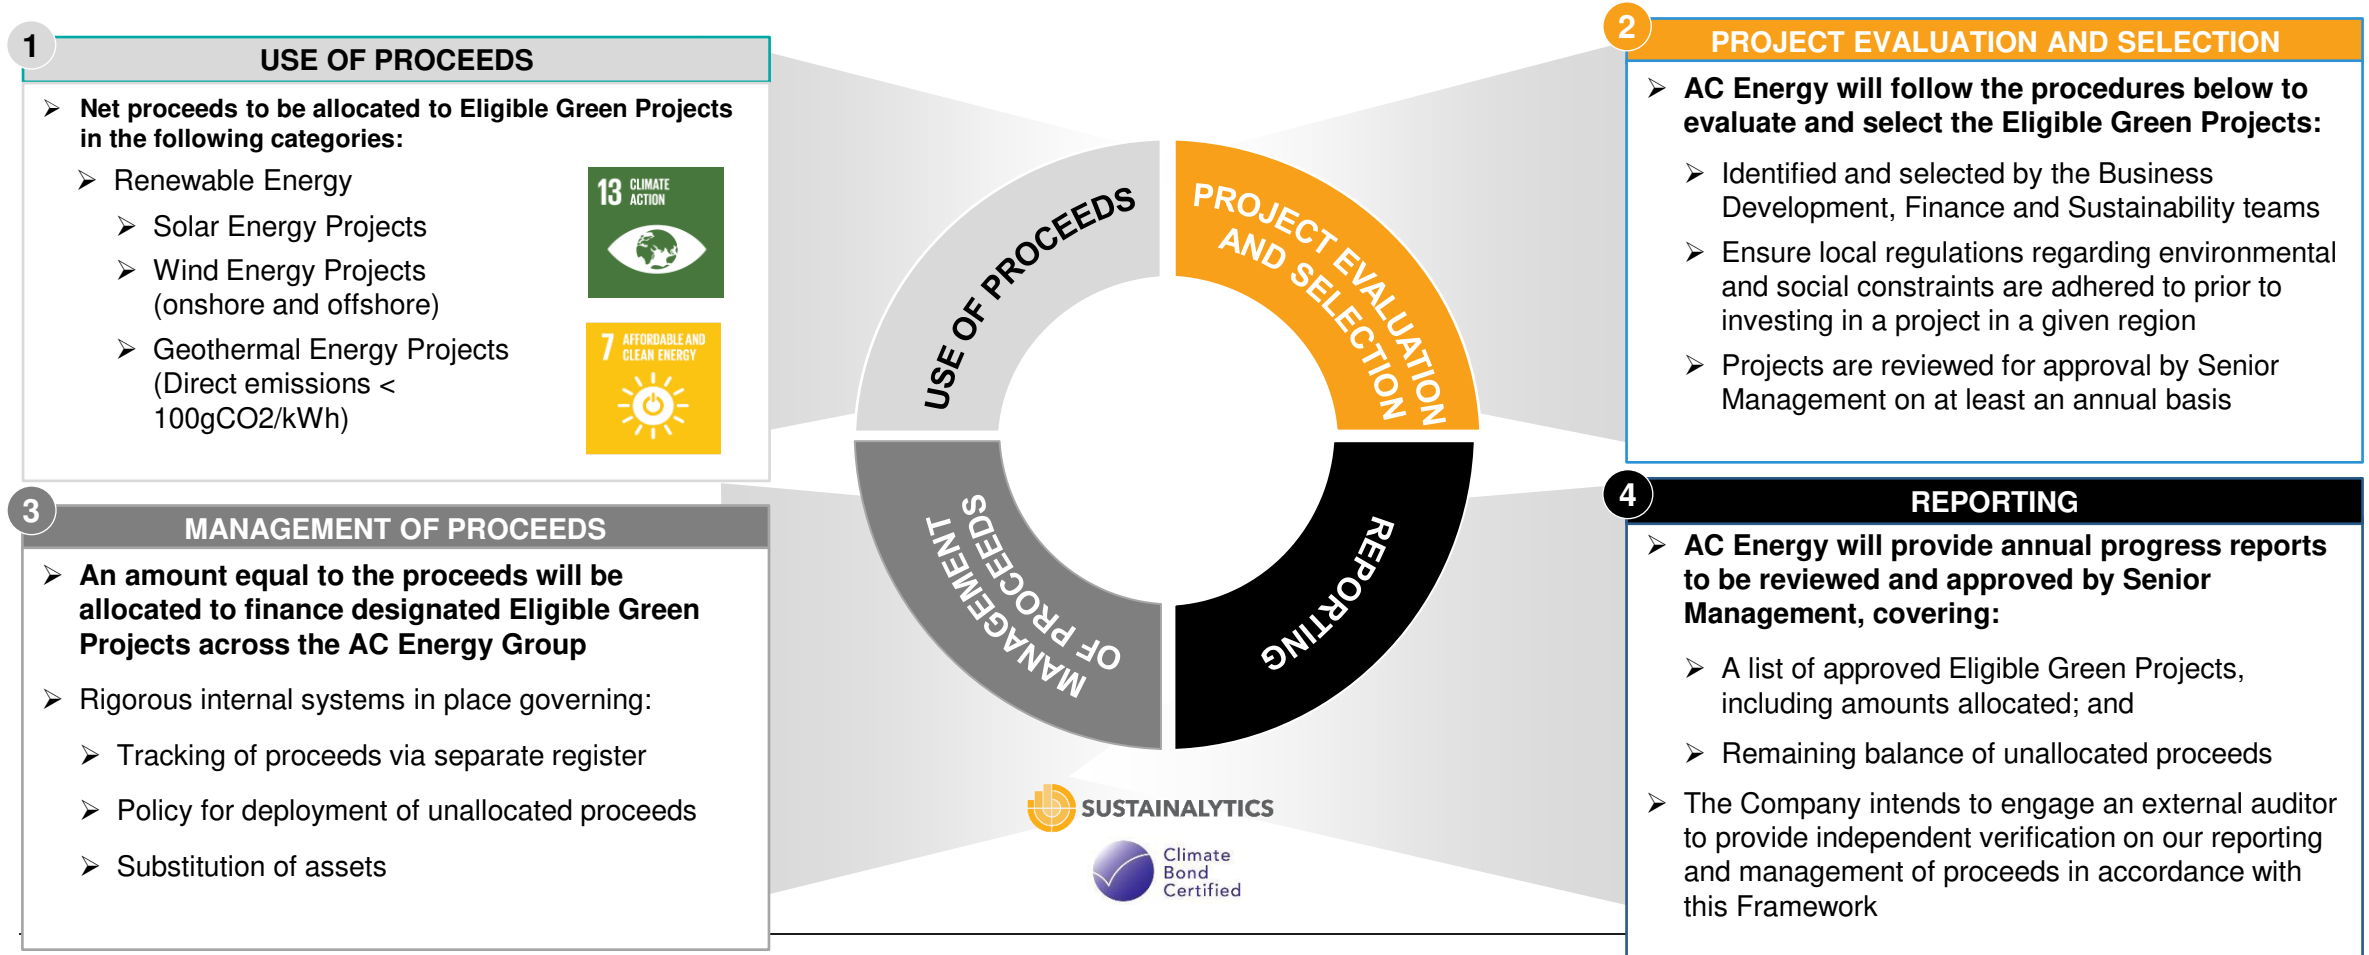 1
USE OF PROCEEDS
➢ Net proceeds to be allocated to Eligible Green Projects
in the following categories:
➢ Renewable Energy
➢ Solar Energy Projects
➢ Wind Energy Projects
(onshore and offshore)
➢ Geothermal Energy Projects
(Direct emissions <
100gCO2/kWh)
13 CLIMATE
ACTION
7 AFFORDABLE AND
CLEAN ENERGY
2
PROJECT EVALUATION AND SELECTION
➢ AC Energy will follow the procedures below to
evaluate and select the Eligible Green Projects:
➢ Identified and selected by the Business
Development, Finance and Sustainability teams
➢ Ensure local regulations regarding environmental
and social constraints are adhered to prior to
investing in a project in a given region
➢ Projects are reviewed for approval by Senior
Management on at least an annual basis
USE OF PROCEEDS
PROJECT EVALUATION
AND SELECTION
MANAGEMENT
OF PROCEEDS
REPORTING
3
MANAGEMENT OF PROCEEDS
➢ An amount equal to the proceeds will be
allocated to finance designated Eligible Green
Projects across the AC Energy Group
➢ Rigorous internal systems in place governing:
➢ Tracking of proceeds via separate register
➢ Policy for deployment of unallocated proceeds
➢ Substitution of assets
SUSTAINALYTICS
Climate
Bond
Certified
4
REPORTING
➢ AC Energy will provide annual progress reports
to be reviewed and approved by Senior
Management, covering:
➢ A list of approved Eligible Green Projects,
including amounts allocated; and
➢ Remaining balance of unallocated proceeds
➢ The Company intends to engage an external auditor
to provide independent verification on our reporting
and management of proceeds in accordance with
this Framework